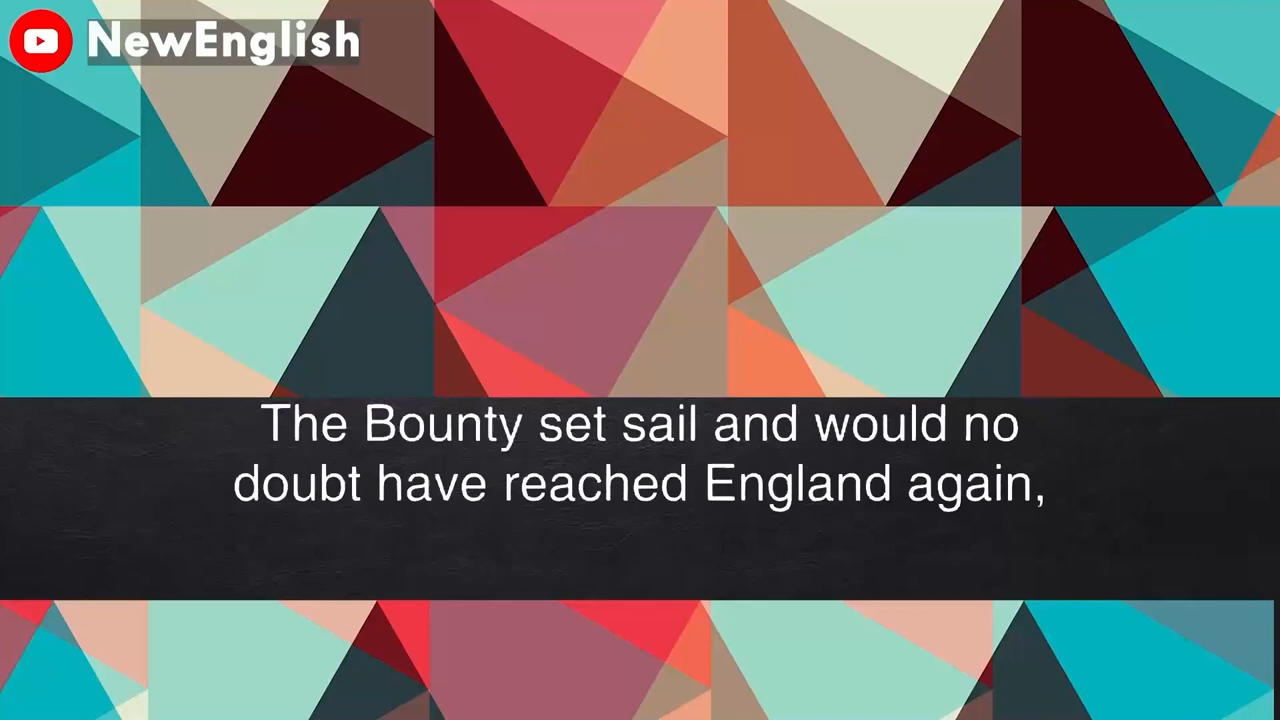 NewEnglish
The Bounty set sail and would no
doubt have reached England again,